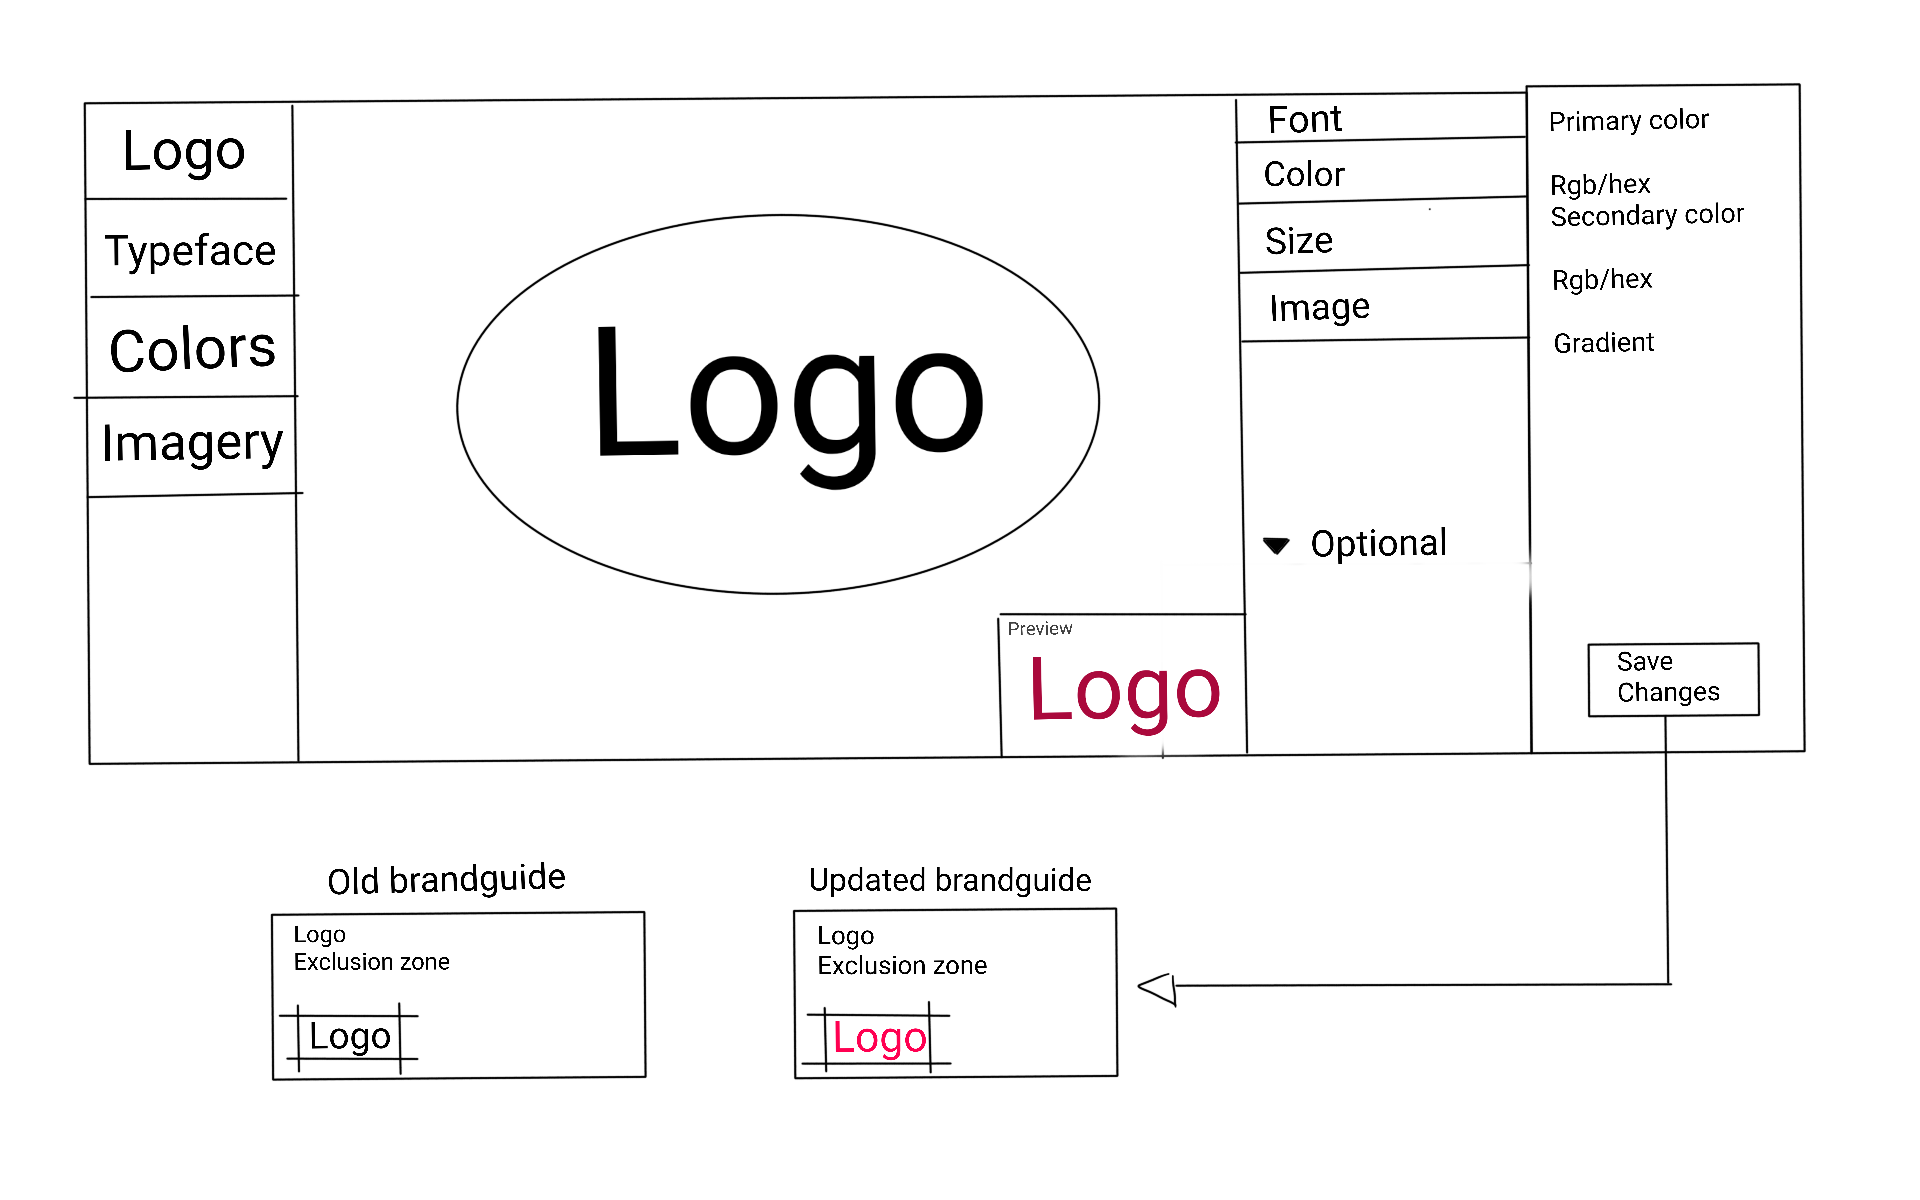 Logo
Typeface
Colors
Imagery
Logo
Preview
Logo
Font
Color
Size
Image
Optional
Primary color
Rgb/hex
Secondary color
Rgb/hex
Gradient
Save
Changes
Old brandguide
Logo
Exclusion zone
Logo
Updated brandguide
Logo
Exclusion zone
Logo